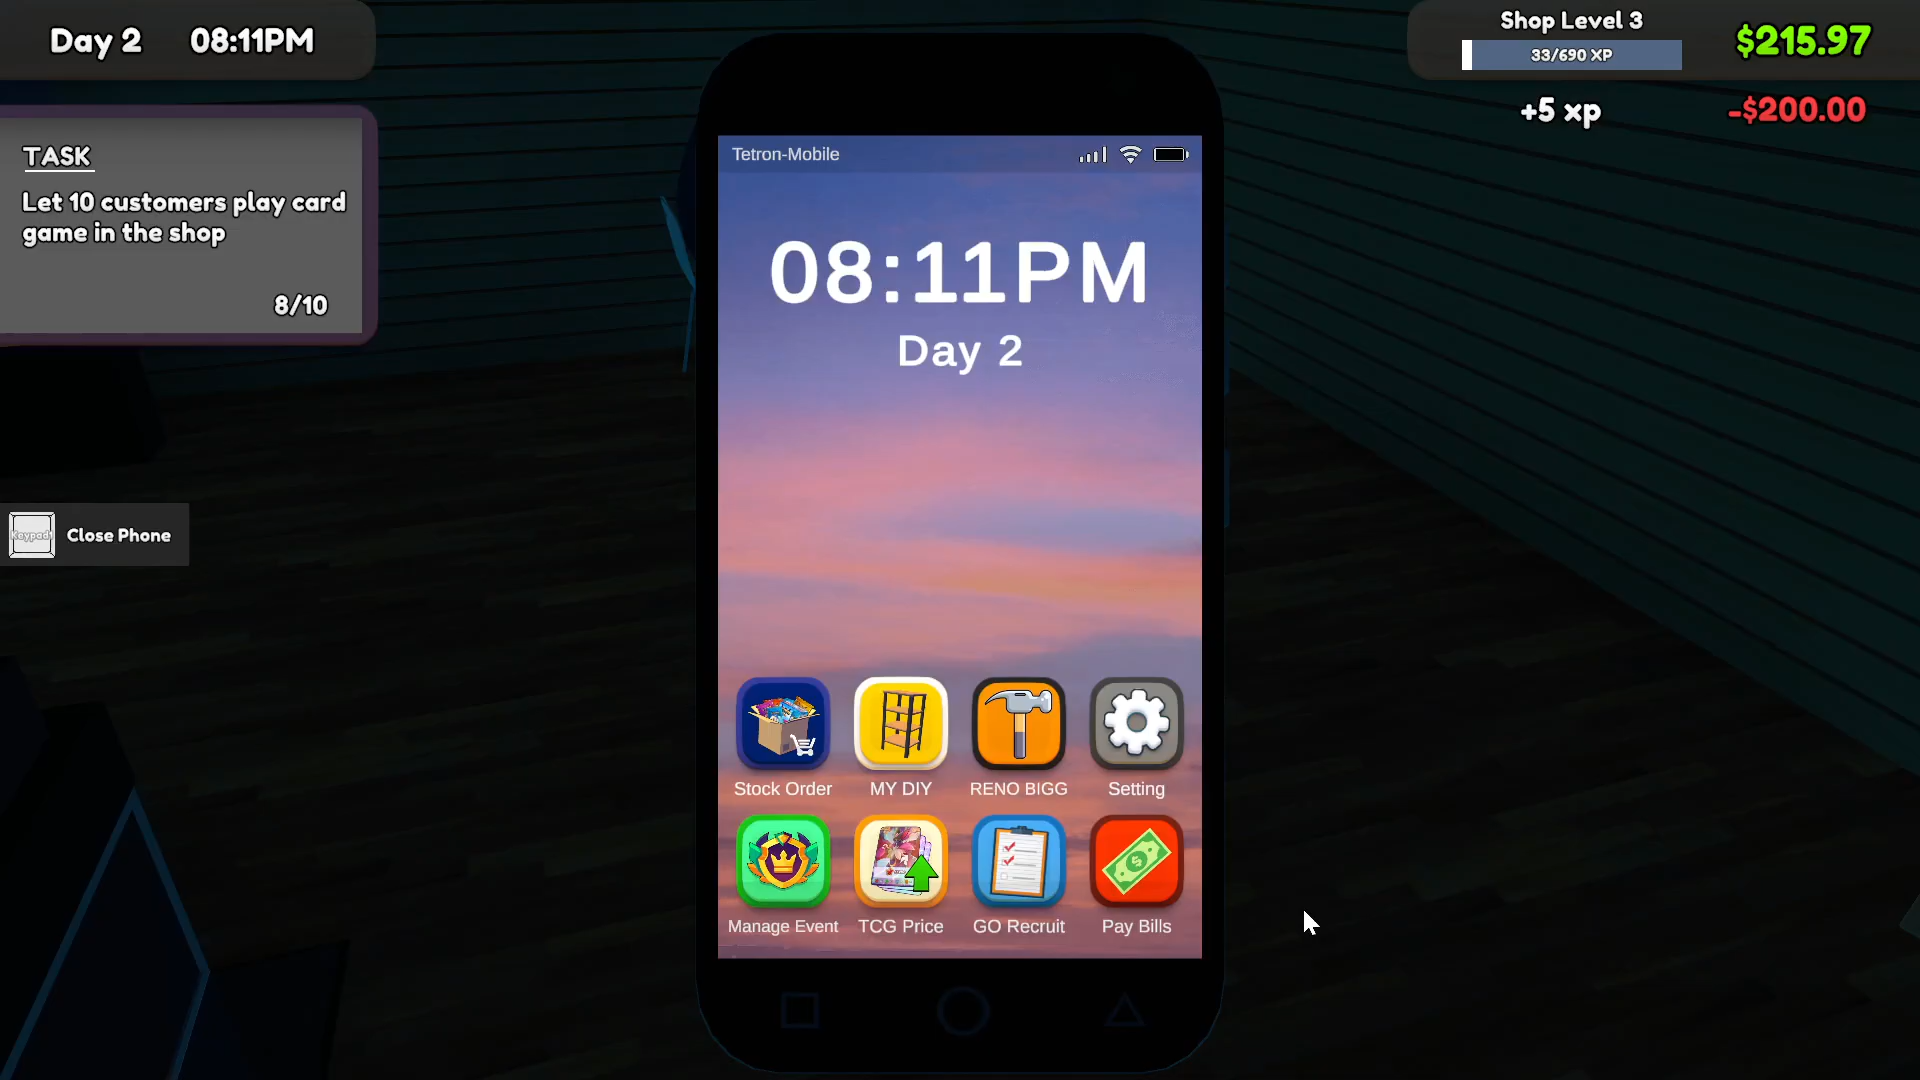 Day 2 08:11PM
Shop Level 3
33/690 XP
$215.97
+5 xp
-$200.00
TASK
Let 10 customers play card
game in the shop
8/10
Keypad
Close Phone
Tetron-Mobile
08:11PM
Day 2
Stock Order
MY DIY
RENO BIGG
Setting
Manage Event
TCG Price
GO Recruit
Pay Bills